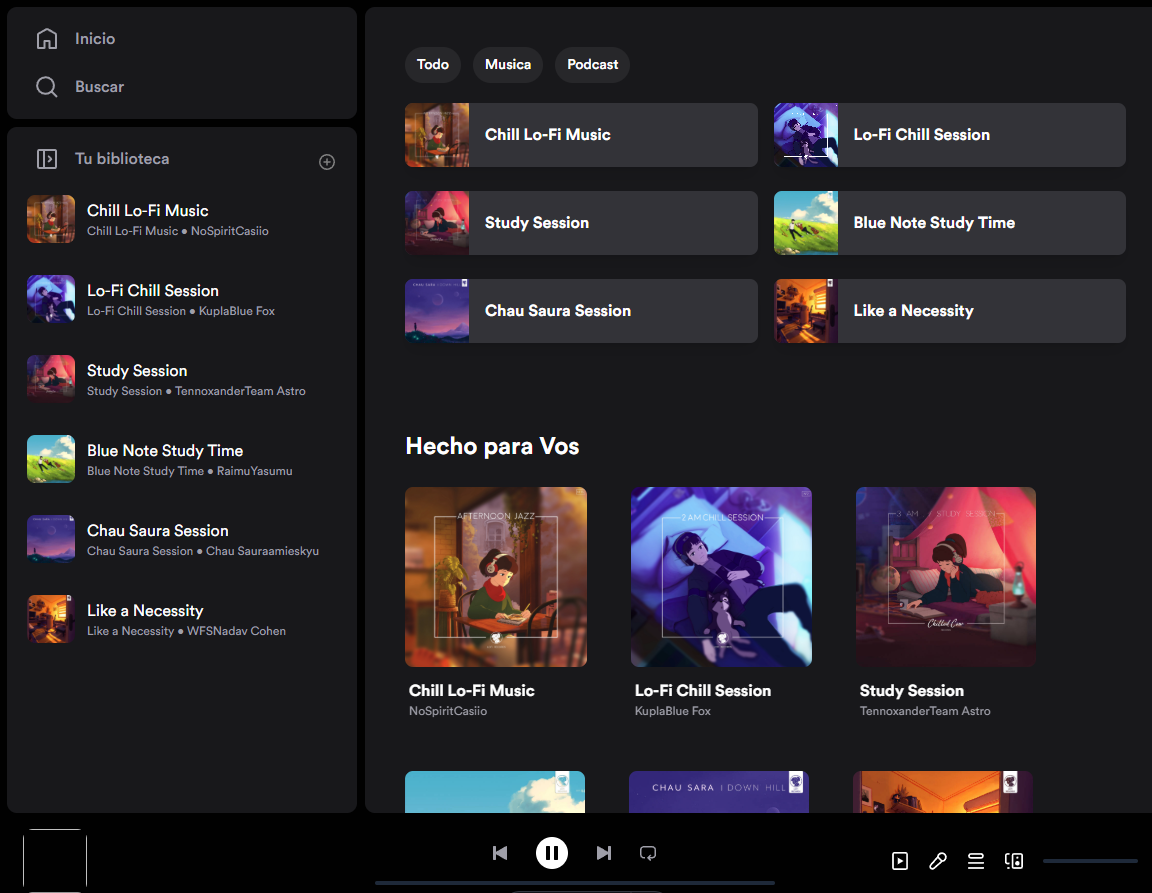 Inicio
Buscar
Tu biblioteca
Chill Lo-Fi Music
Chill Lo-Fi Music • NoSpiritCasiio
Lo-Fi Chill Session
Lo-Fi Chill Session • KuplaBlue Fox
Study Session
Study Session • TennoxanderTeam Astro
Blue Note Study Time
Blue Note Study Time • RaimuYasumu
Chau Saura Session
Chau Saura Session • Chau Sauraamieskyu
Like a Necessity
Like a Necessity • WFSNadav Cohen
Todo Musica Podcast
Chill Lo-Fi Music
Lo-Fi Chill Session
Study Session
Blue Note Study Time
CHAU SARA
Chau Saura Session
Like a Necessity
Hecho para Vos
AFTERNOON JAZZ
2 AM CHILL SESSION
3 AM STUDY SESSION
Chilled Cow
Chill Lo-Fi Music
NoSpiritCasiio
Lo-Fi Chill Session
KuplaBlue Fox
Study Session
TennoxanderTeam Astro
CHAU SARA | DOWN HILL